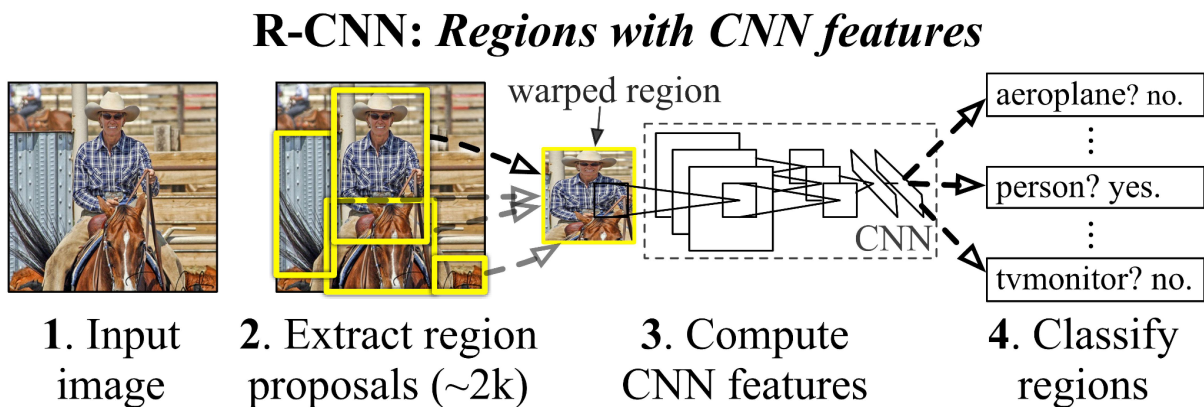 R-CNN: Regions with CNN features
warped region
aeroplane? no.
person? yes.
tvmonitor? no.
CNN
1. Input
image
2. Extract region
proposals (~2k)
3. Compute
CNN features
4. Classify
regions